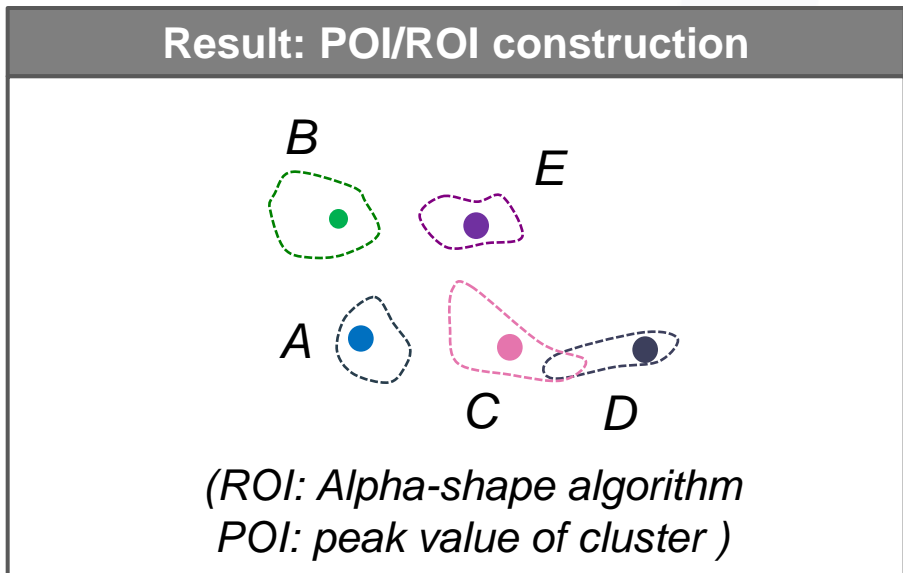 Result: POI/ROI construction
B
E
A
C
D
(ROI: Alpha-shape algorithm
POI: peak value of cluster )